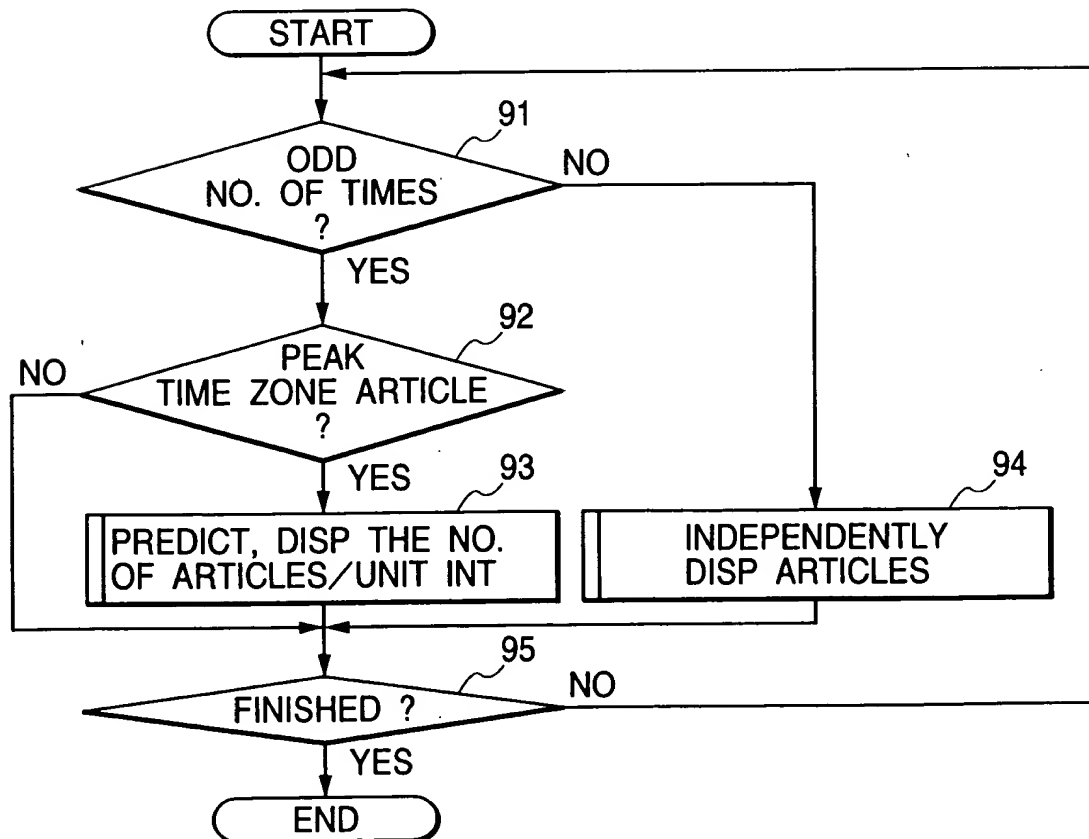 START
91
ODD
NO. OF TIMES
?
NO
YES
92
PEAK
TIME ZONE ARTICLE
?
NO
YES
93
PREDICT, DISP THE NO.
OF ARTICLES/UNIT INT
94
INDEPENDENTLY
DISP ARTICLES
95
FINISHED ?
NO
YES
END